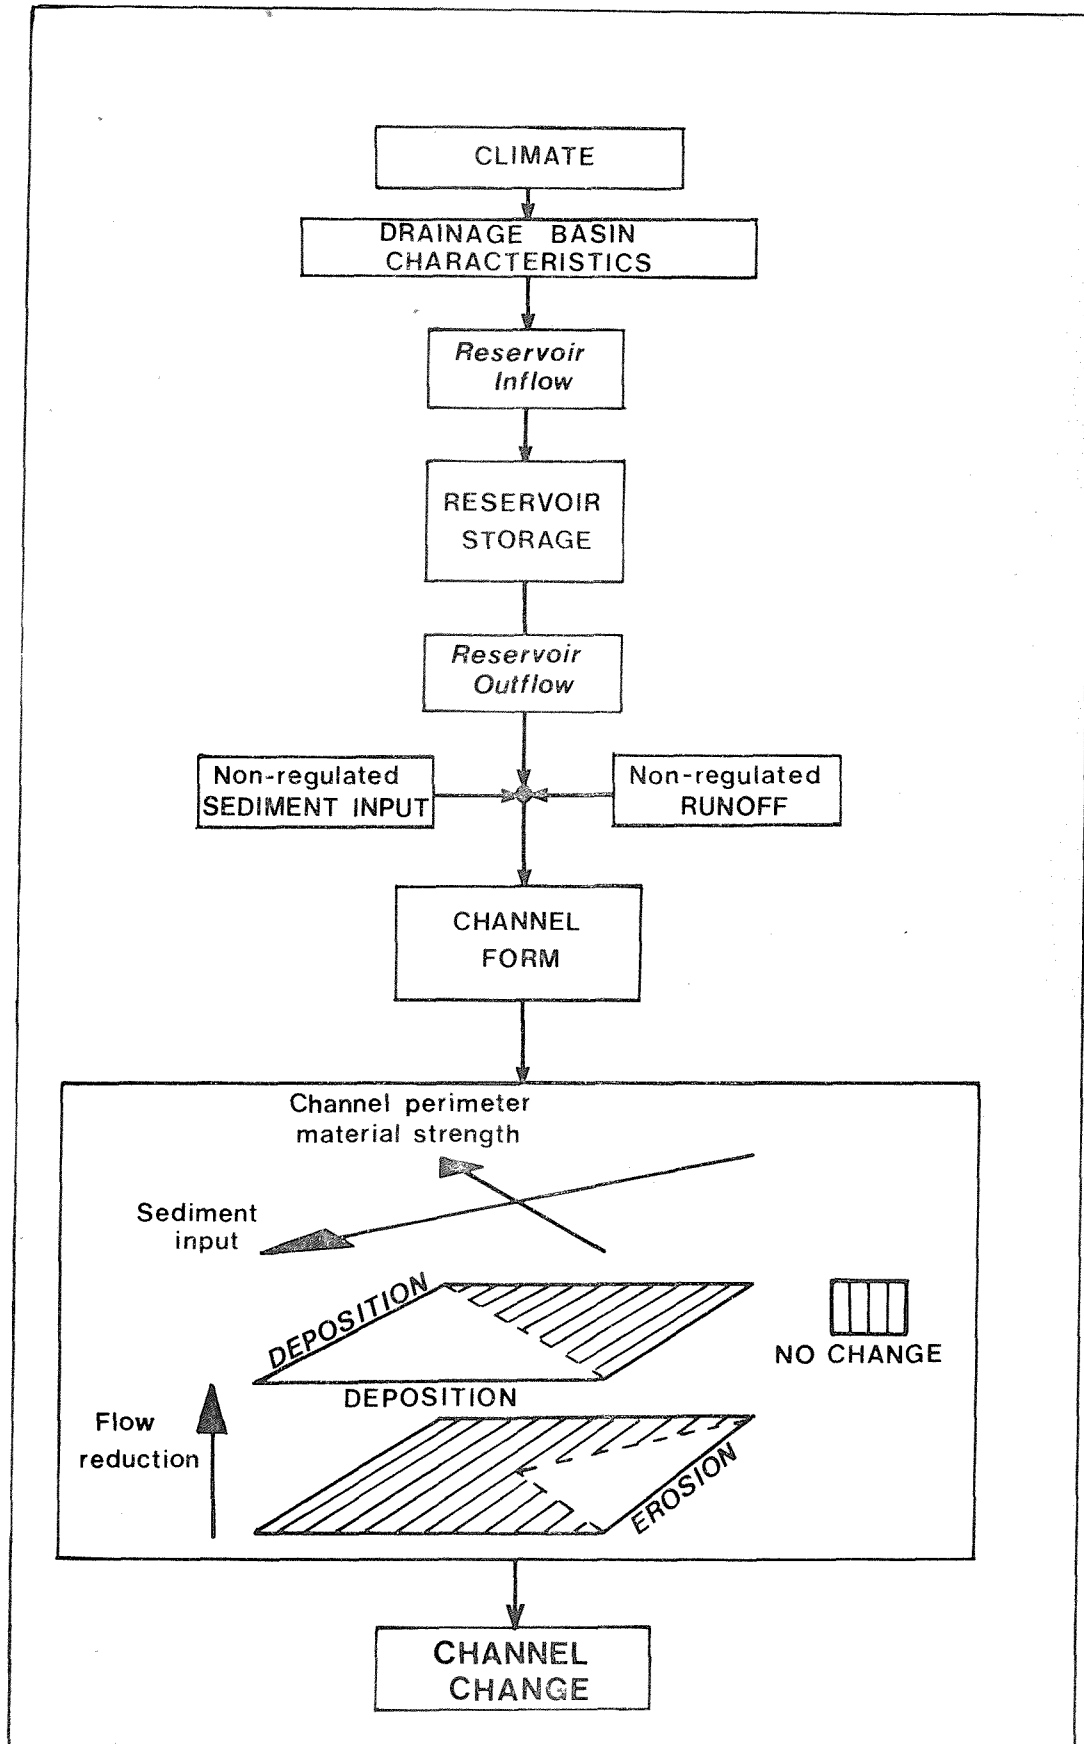 CLIMATE
DRAINAGE BASIN
CHARACTERISTICS
Reservoir
Inflow
RESERVOIR
STORAGE
Reservoir
Outflow
Non-regulated
SEDIMENT INPUT
Non-regulated
RUNOFF
CHANNEL
FORM
Channel perimeter
material strength
Sediment
input
DEPOSITION
NO CHANGE
DEPOSITION
Flow
reduction
EROSION
CHANNEL
CHANGE